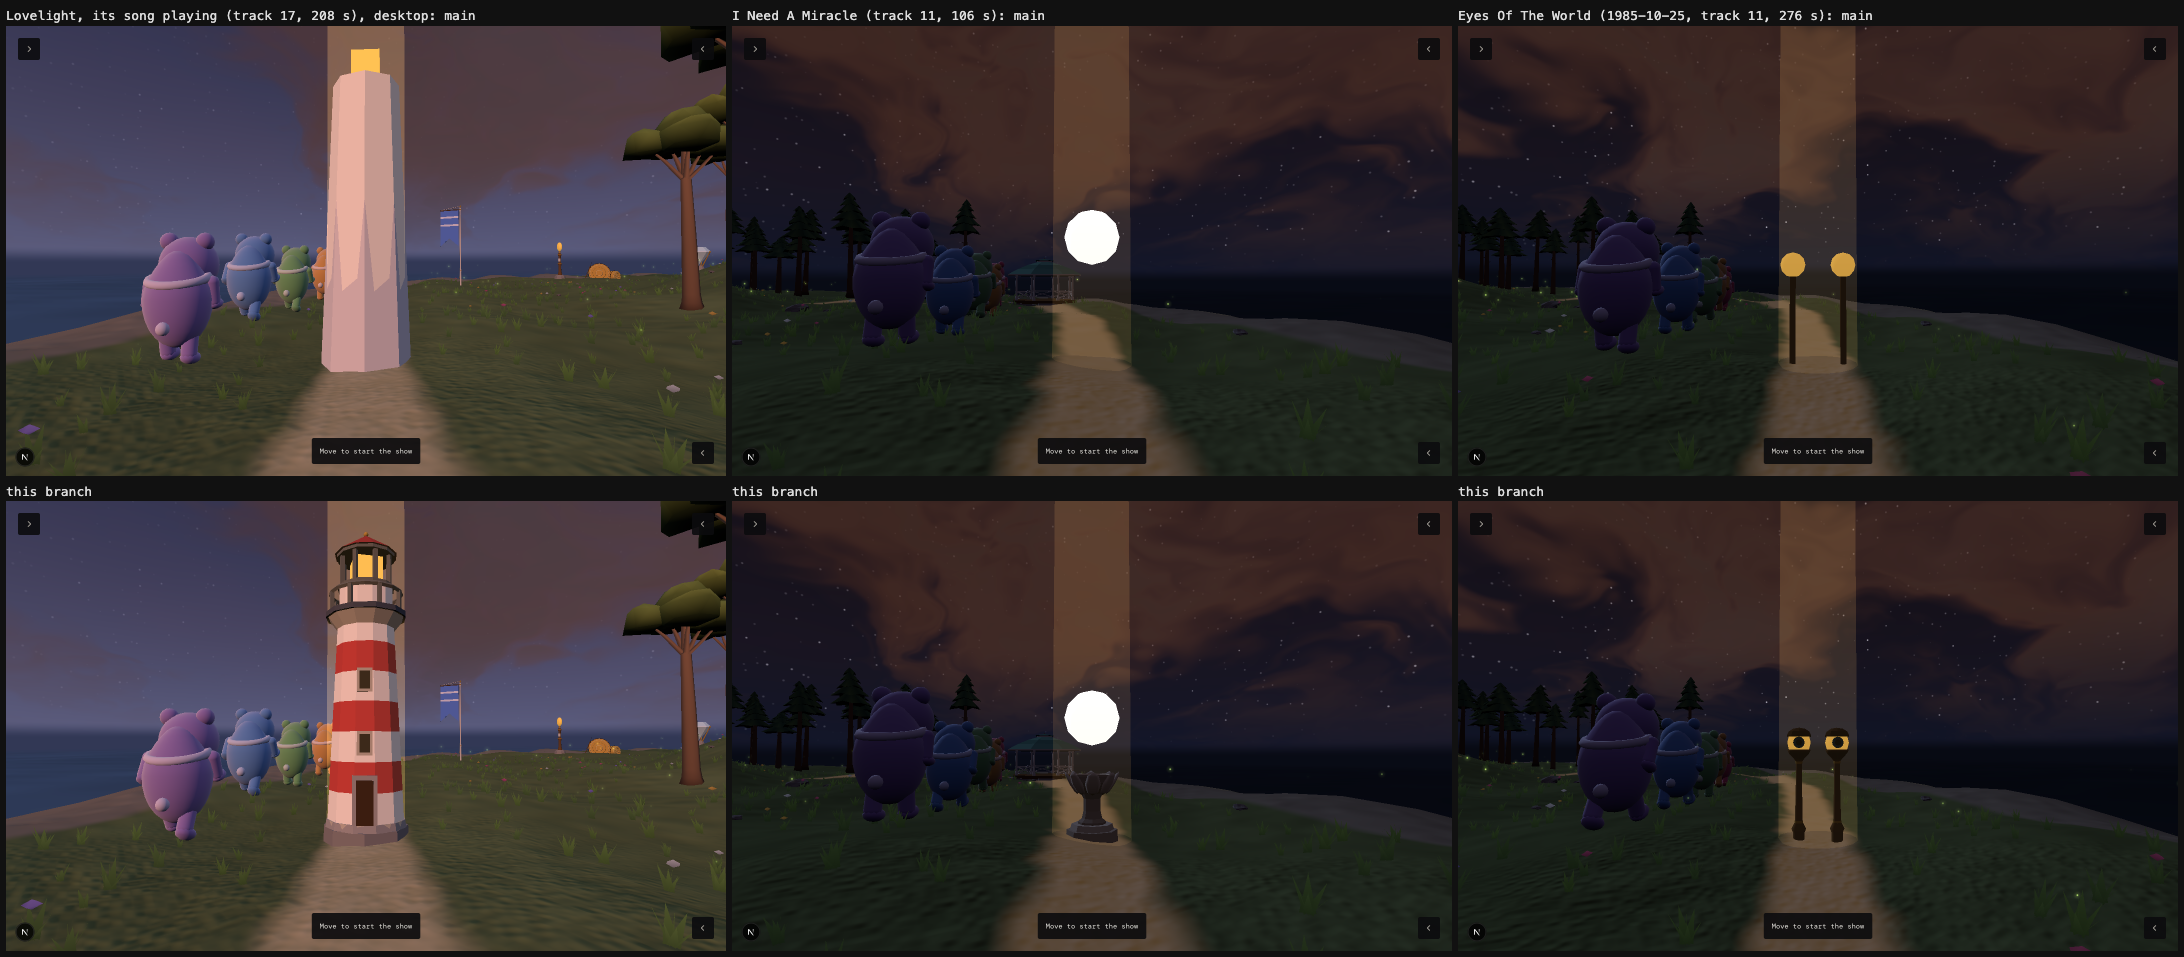 Lovelight, its song playing (track 17, 208 s), desktop: main
I Need A Miracle (track 11, 106 s): main
Eyes Of The World (1985-10-25, track 11, 276 s): main
Move to start the show
Move to start the show
Move to start the show
N
N
N
this branch
this branch
this branch
Move to start the show
Move to start the show
Move to start the show
N
N
N